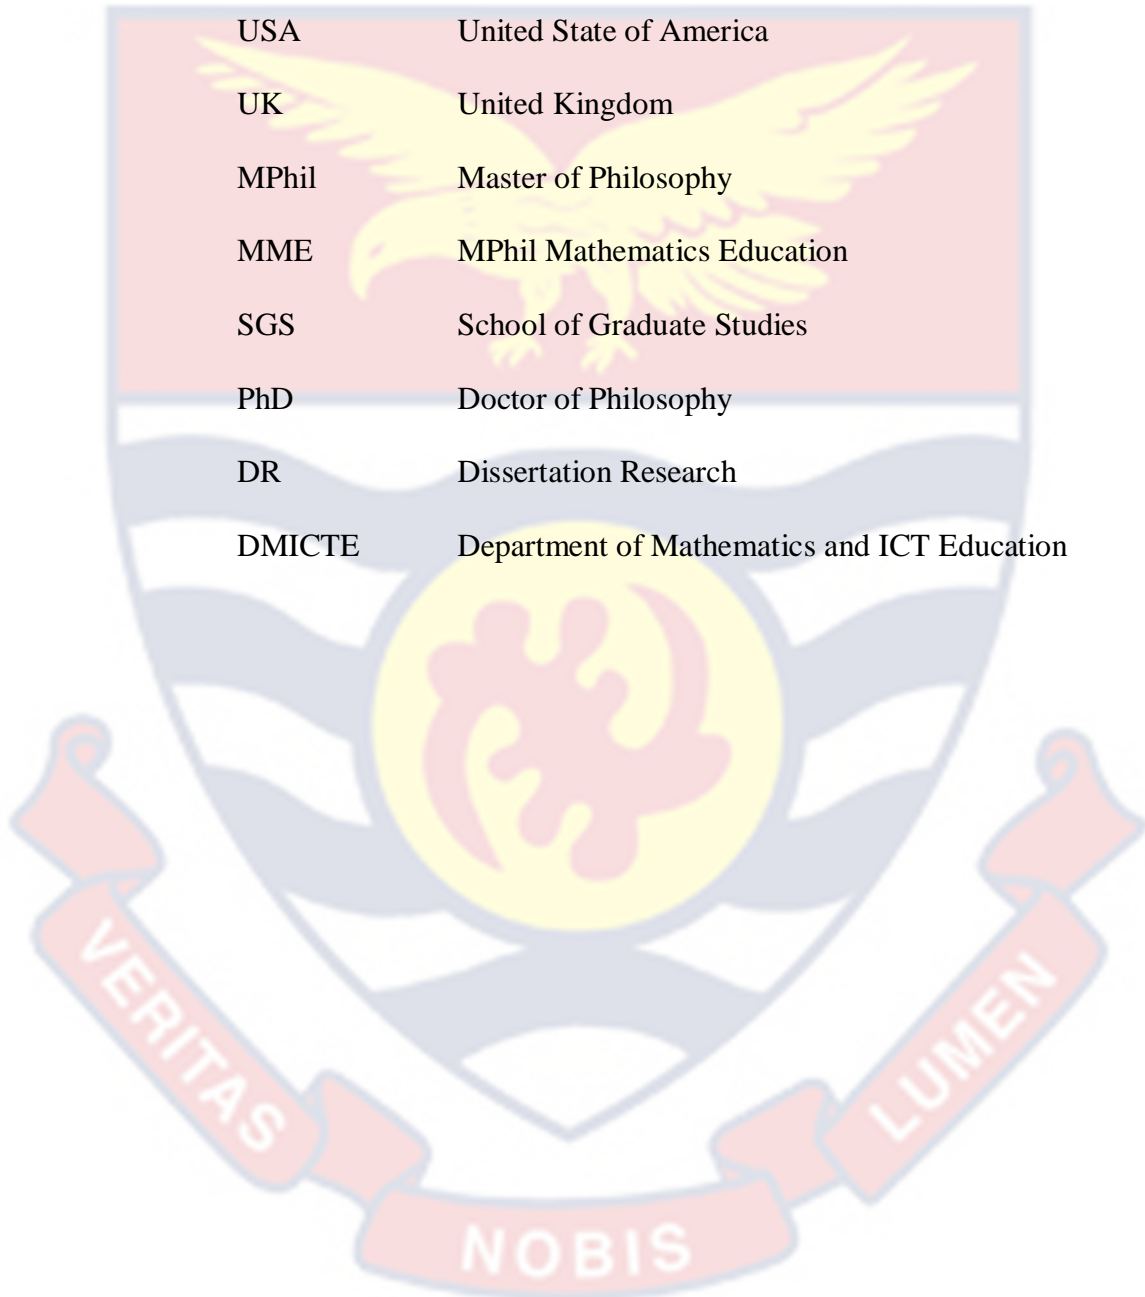 USA United State of America
UK United Kingdom
MPhil Master of Philosophy
MME MPhil Mathematics Education
SGS School of Graduate Studies
PhD Doctor of Philosophy
DR Dissertation Research
DMICTE Department of Mathematics and ICT Education
VERITAS
NOBIS
LUMEN